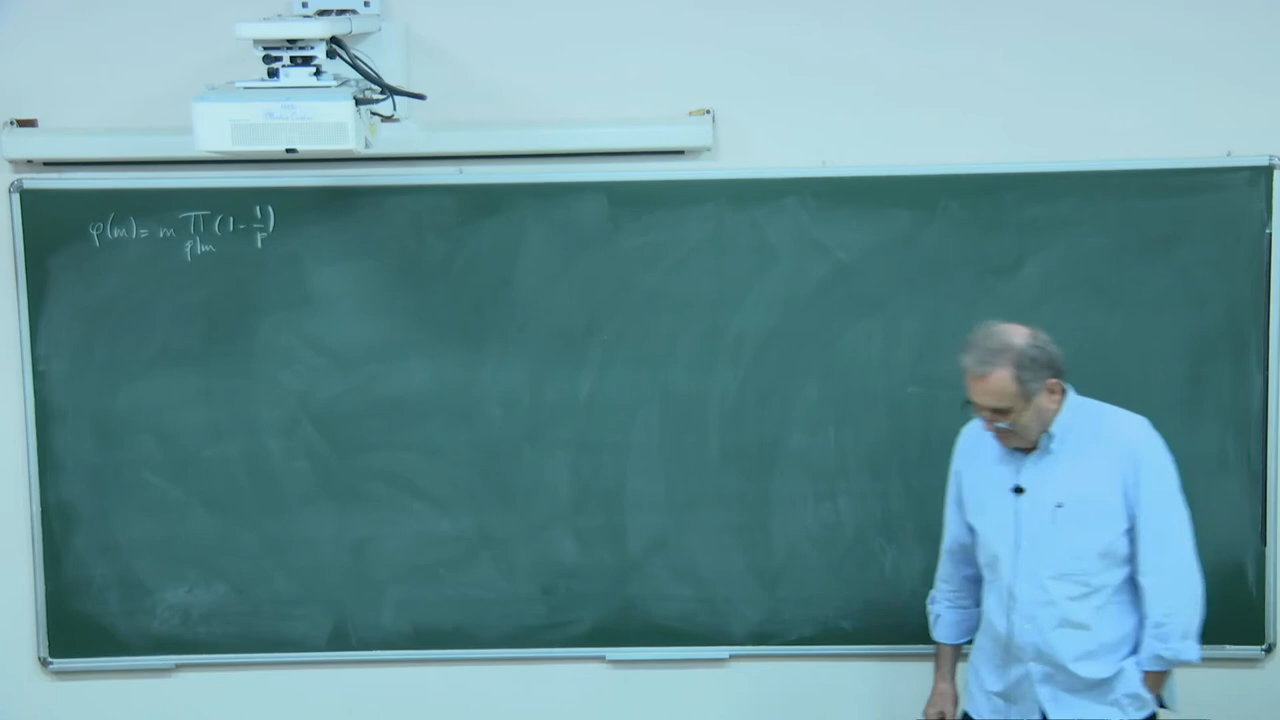 φ(m) = m ∏ (1 - 1/p)
p|m